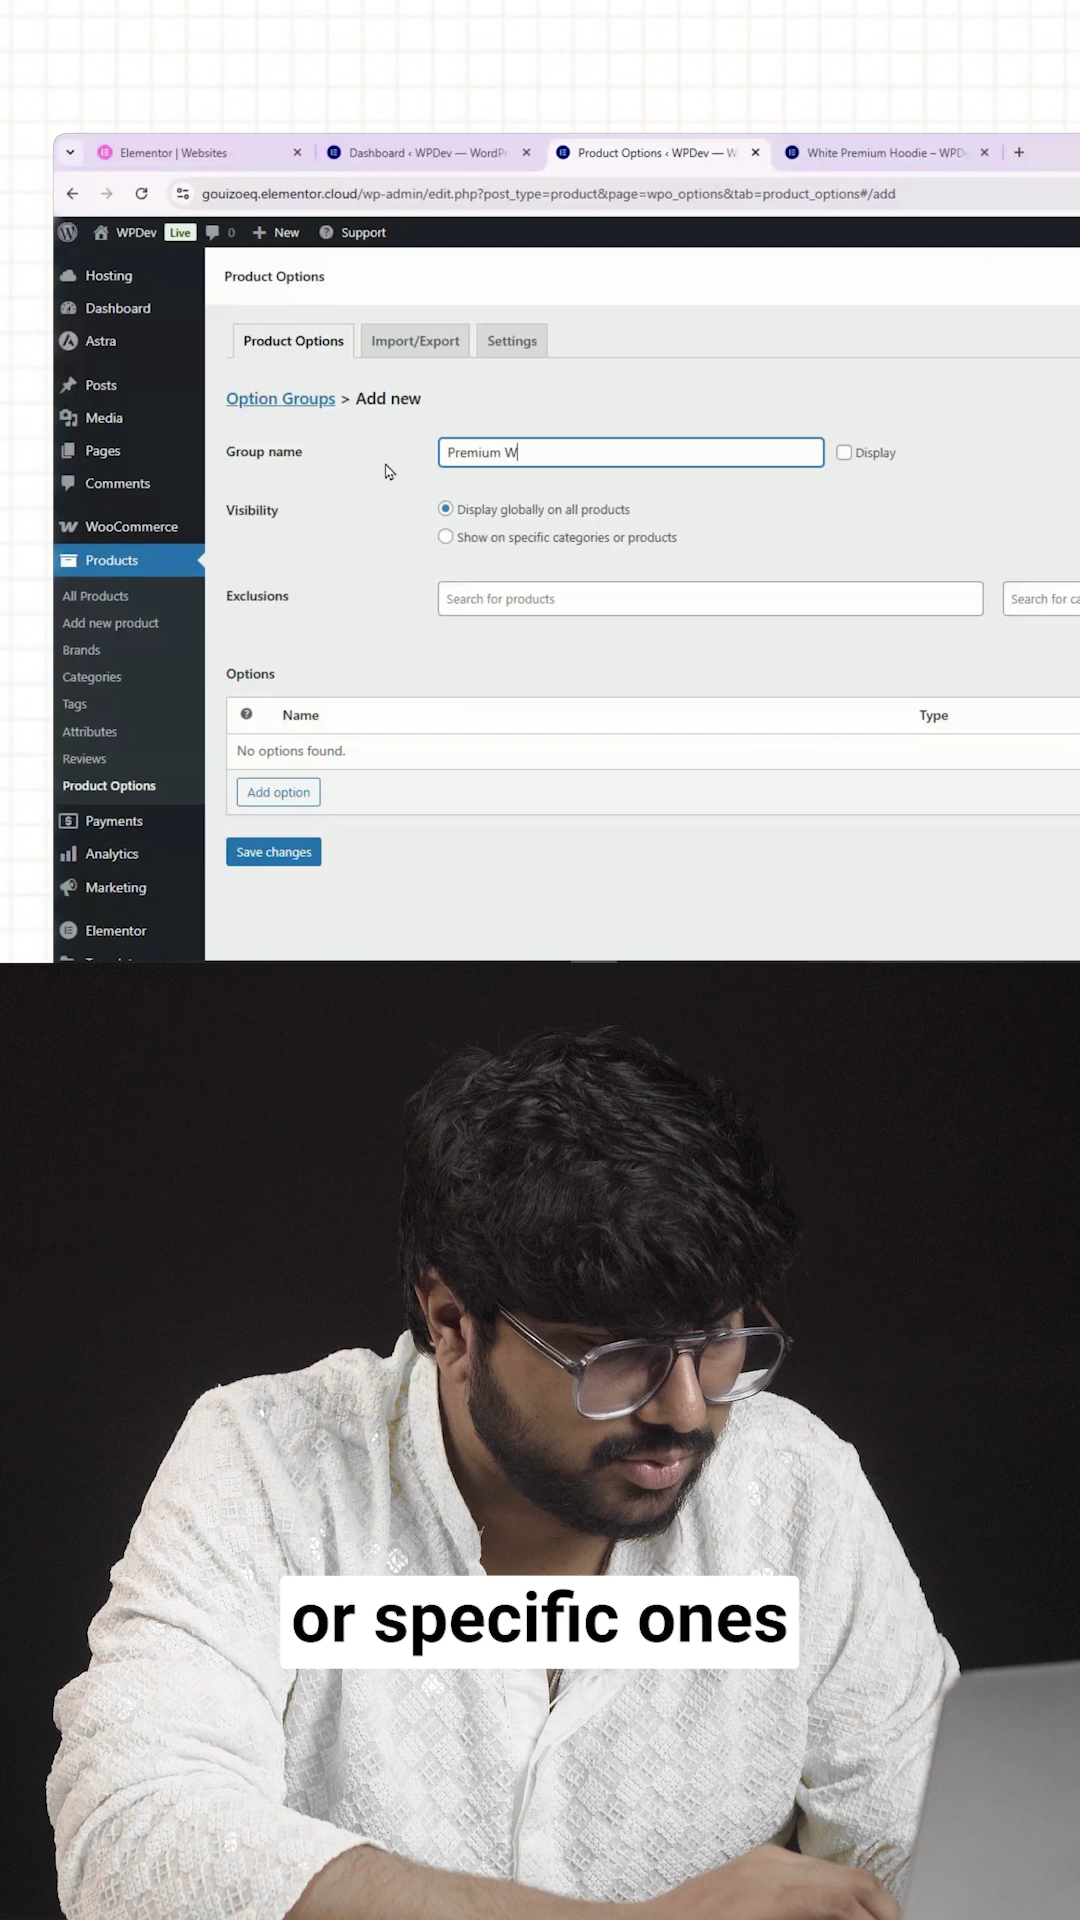 Elementor | Websites
Dashboard ‹ WPDev — WordPr
Product Options ‹ WPDev — W
White Premium Hoodie – WPD
gouizoeq.elementor.cloud/wp-admin/edit.php?post_type=product&page=wpo_options&tab=product_options#/add
WPDev Live 0 New Support
Hosting
Dashboard
Astra
Posts
Media
Pages
Comments
WooCommerce
Products
All Products
Add new product
Brands
Categories
Tags
Attributes
Reviews
Product Options
Payments
Analytics
Marketing
Elementor
Product Options
Product Options Import/Export Settings
Option Groups > Add new
Group name Premium W Display
Visibility Display globally on all products
Show on specific categories or products
Exclusions Search for products Search for ca
Options
Name Type
No options found.
Add option
Save changes
or specific ones